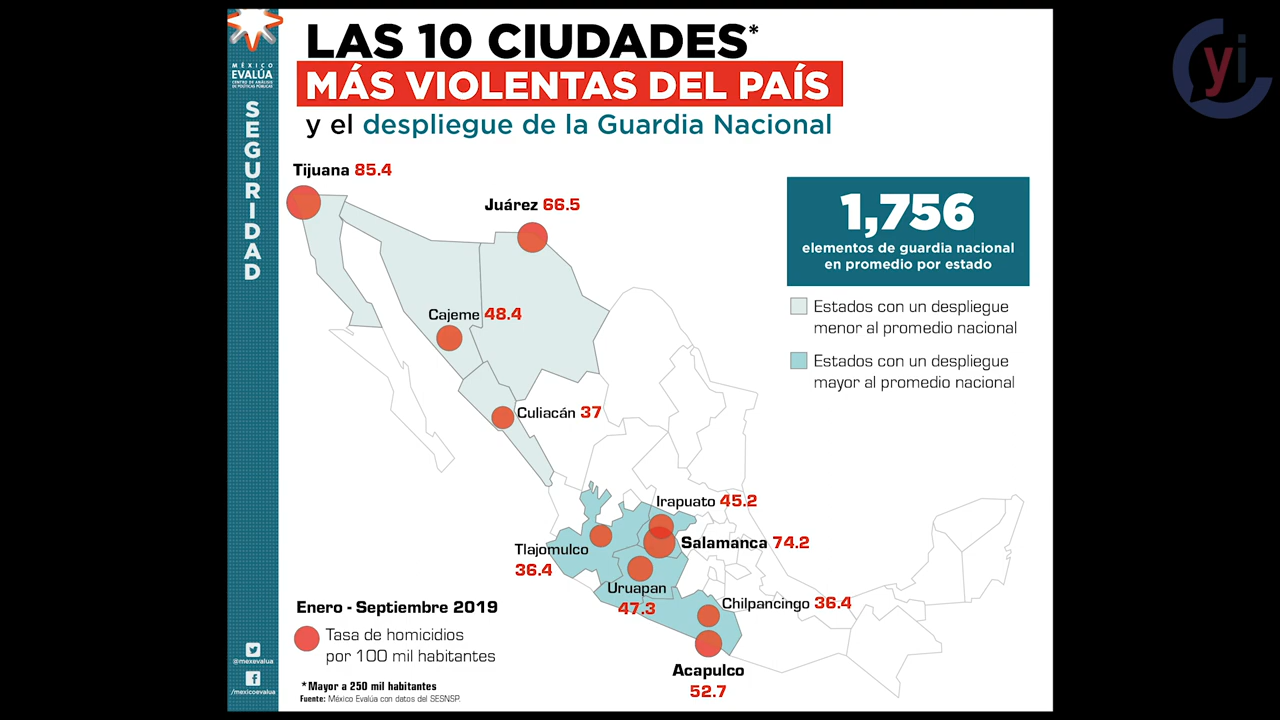 LAS 10 CIUDADES*
MÁS VIOLENTAS DEL PAÍS
y el despliegue de la Guardia Nacional
MÉXICO
EVALÚA
CENTRO DE ANÁLISIS
DE POLÍTICAS PÚBLICAS
SEGURIDAD
yi
Tijuana 85.4
Juárez 66.5
1,756
elementos de guardia nacional
en promedio por estado
Estados con un despliegue
menor al promedio nacional
Estados con un despliegue
mayor al promedio nacional
Cajeme 48.4
Culiacán 37
Irapuato 45.2
Salamanca 74.2
Tlajomulco
36.4
Uruapan
47.3
Chilpancingo 36.4
Acapulco
52.7
Enero - Septiembre 2019
Tasa de homicidios
por 100 mil habitantes
*Mayor a 250 mil habitantes
Fuente: México Evalúa con datos del SESNSP.
@mexevalua
/mexicoevalua